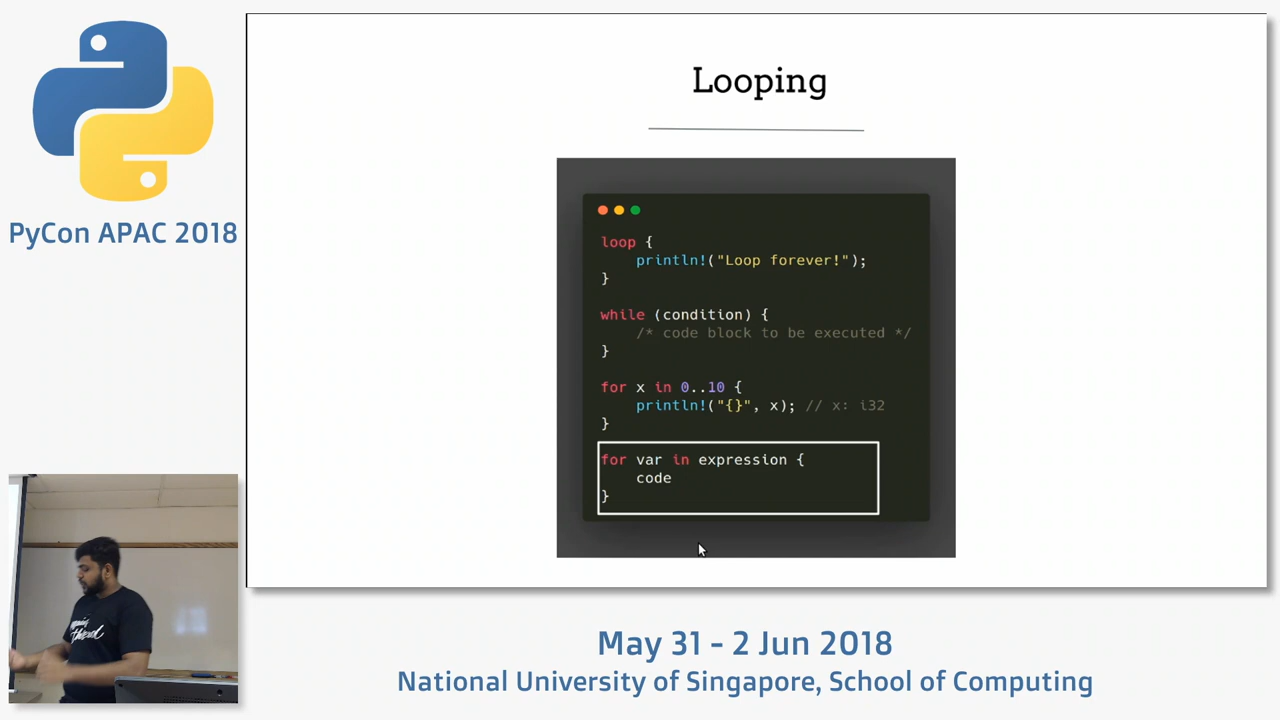 PyCon APAC 2018
Looping
loop {
println!("Loop forever!");
}
while (condition) {
/* code block to be executed */
}
for x in 0..10 {
println!("{}", x); // x: i32
}
for var in expression {
code
}
May 31 - 2 Jun 2018
National University of Singapore, School of Computing